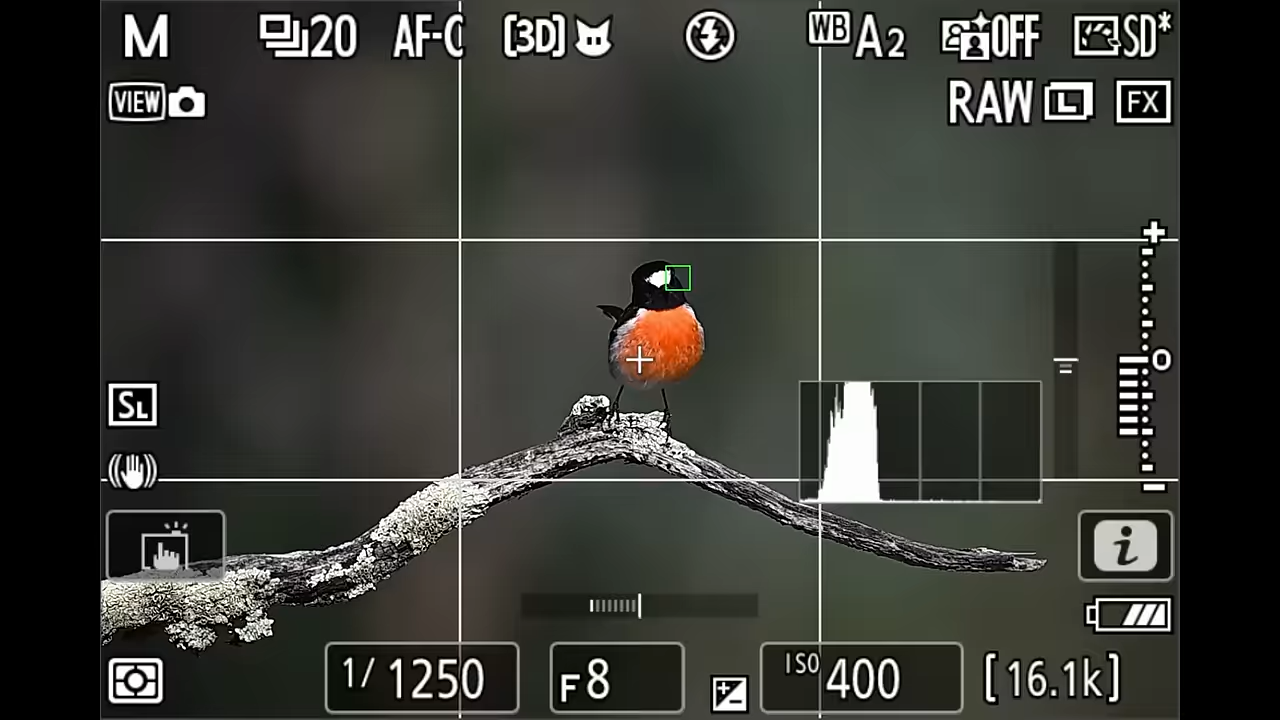 M 20 AF-C [3D] WB A2 OFF SD*
VIEW RAW L FX
SL
i
1/1250 F8 ISO 400 [16.1k]